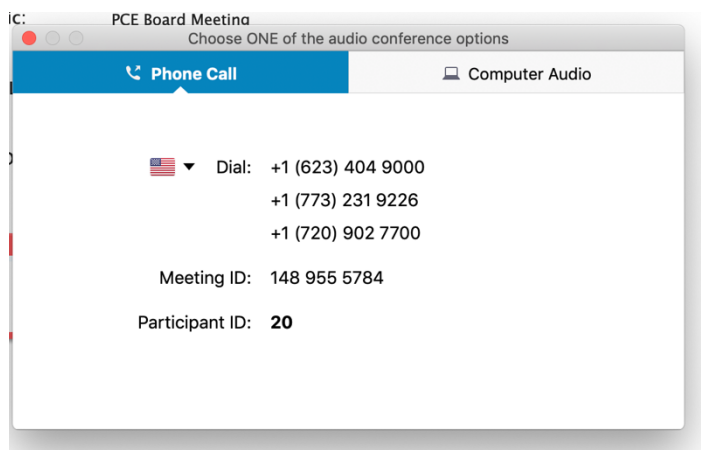 ic: PCE Board Meeting
Choose ONE of the audio conference options
Phone Call Computer Audio
Dial: +1 (623) 404 9000
+1 (773) 231 9226
+1 (720) 902 7700
Meeting ID: 148 955 5784
Participant ID: 20